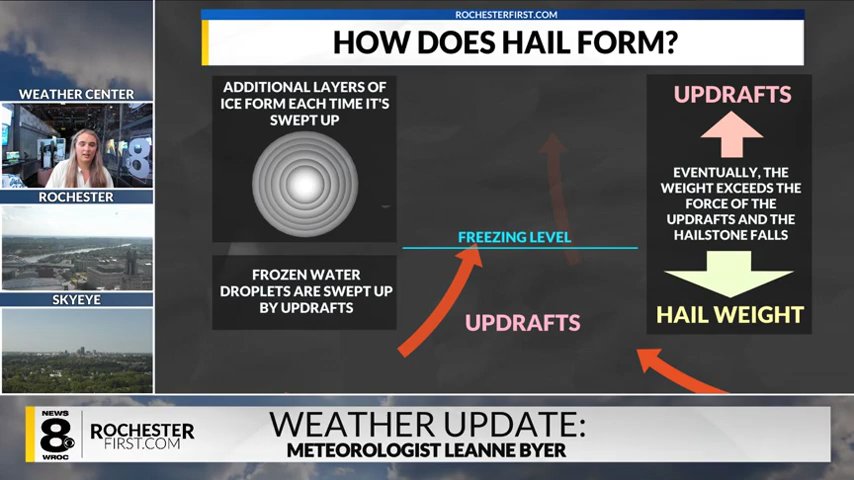 ROCHESTERFIRST.COM
HOW DOES HAIL FORM?
WEATHER CENTER
8
ROCHESTER
SKYEYE
ADDITIONAL LAYERS OF
ICE FORM EACH TIME IT'S
SWEPT UP
FROZEN WATER
DROPLETS ARE SWEPT UP
BY UPDRAFTS
FREEZING LEVEL
UPDRAFTS
UPDRAFTS
EVENTUALLY, THE
WEIGHT EXCEEDS THE
FORCE OF THE
UPDRAFTS AND THE
HAILSTONE FALLS
HAIL WEIGHT
NEWS
8
WROC
ROCHESTER
FIRST.COM
WEATHER UPDATE:
METEOROLOGIST LEANNE BYER